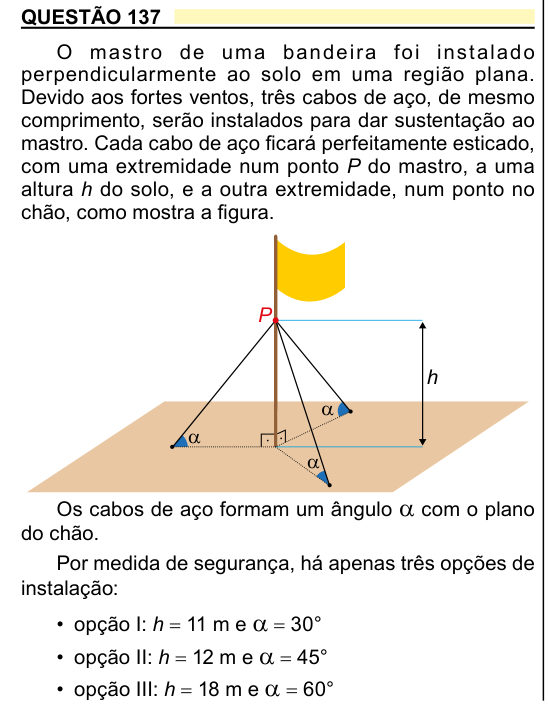 QUESTÃO 137
O mastro de uma bandeira foi instalado
perpendicularmente ao solo em uma região plana.
Devido aos fortes ventos, três cabos de aço, de mesmo
comprimento, serão instalados para dar sustentação ao
mastro. Cada cabo de aço ficará perfeitamente esticado,
com uma extremidade num ponto P do mastro, a uma
altura h do solo, e a outra extremidade, num ponto no
chão, como mostra a figura.
P
h
α
α
α
Os cabos de aço formam um ângulo α com o plano
do chão.
Por medida de segurança, há apenas três opções de
instalação:
• opção I: h = 11 m e α = 30°
• opção II: h = 12 m e α = 45°
• opção III: h = 18 m e α = 60°